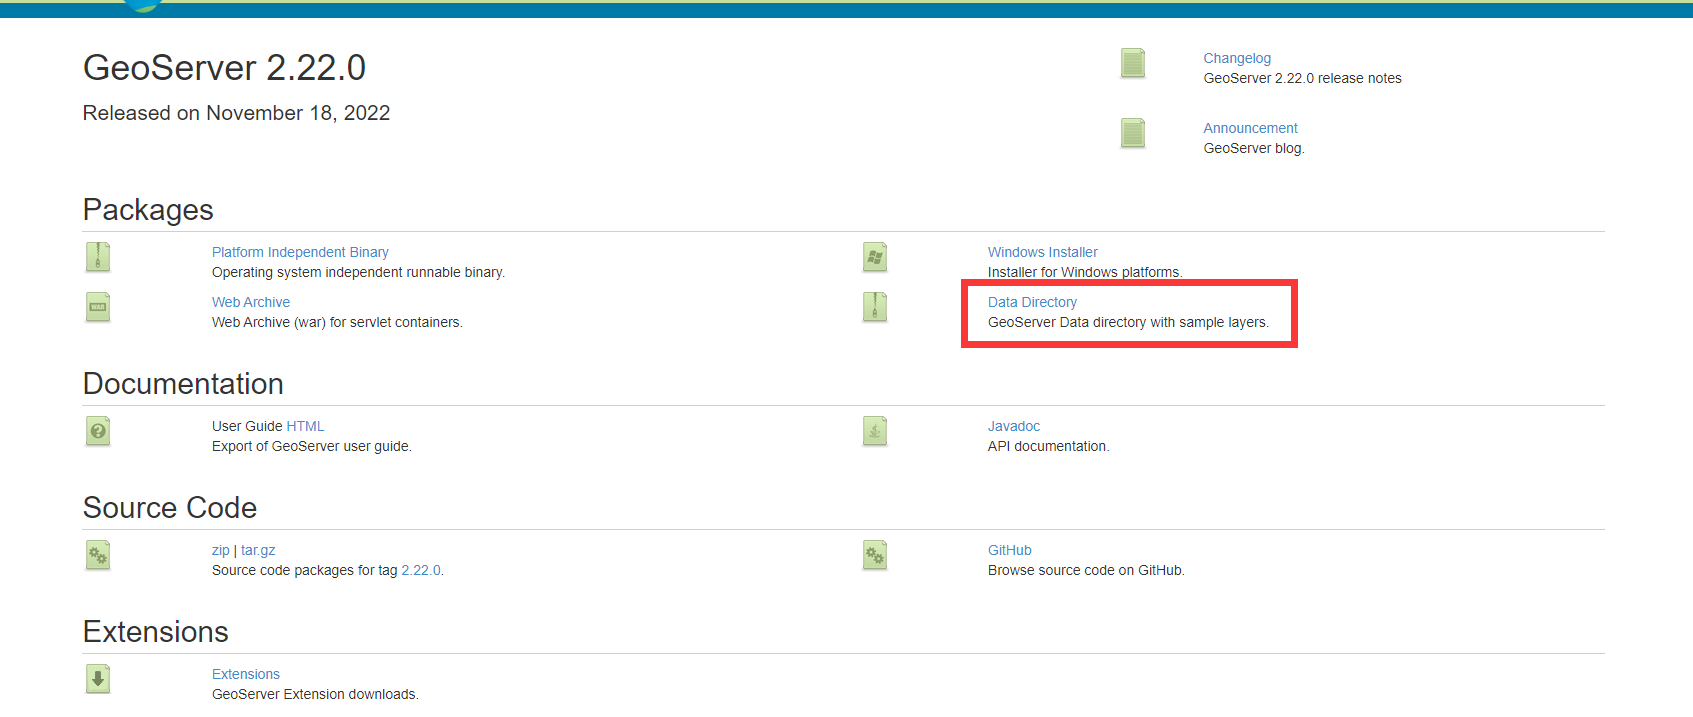 GeoServer 2.22.0
Released on November 18, 2022
Changelog
GeoServer 2.22.0 release notes
Announcement
GeoServer blog.
Packages
Platform Independent Binary
Operating system independent runnable binary.
Windows Installer
Installer for Windows platforms.
WAR
Web Archive
Web Archive (war) for servlet containers.
Data Directory
GeoServer Data directory with sample layers.
Documentation
User Guide HTML
Export of GeoServer user guide.
Javadoc
API documentation.
Source Code
zip | tar.gz
Source code packages for tag 2.22.0.
GitHub
Browse source code on GitHub.
Extensions
Extensions
GeoServer Extension downloads.